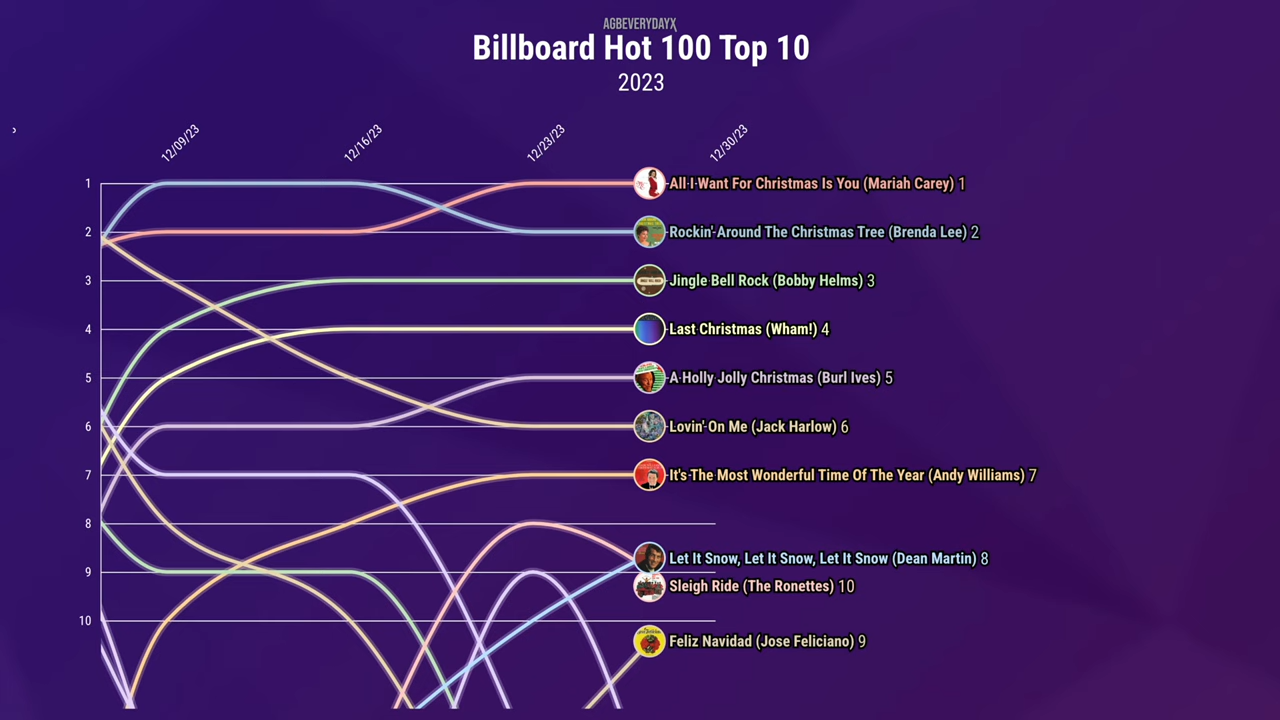 AGBEVERYDAYX
Billboard Hot 100 Top 10
2023
12/09/23
12/16/23
12/23/23
12/30/23
1
All I Want For Christmas Is You (Mariah Carey) 1
2
Rockin' Around The Christmas Tree (Brenda Lee) 2
3
Jingle Bell Rock (Bobby Helms) 3
4
Last Christmas (Wham!) 4
5
A Holly Jolly Christmas (Burl Ives) 5
6
Lovin' On Me (Jack Harlow) 6
7
It's The Most Wonderful Time Of The Year (Andy Williams) 7
8
Let It Snow, Let It Snow, Let It Snow (Dean Martin) 8
9
Sleigh Ride (The Ronettes) 10
10
Feliz Navidad (Jose Feliciano) 9